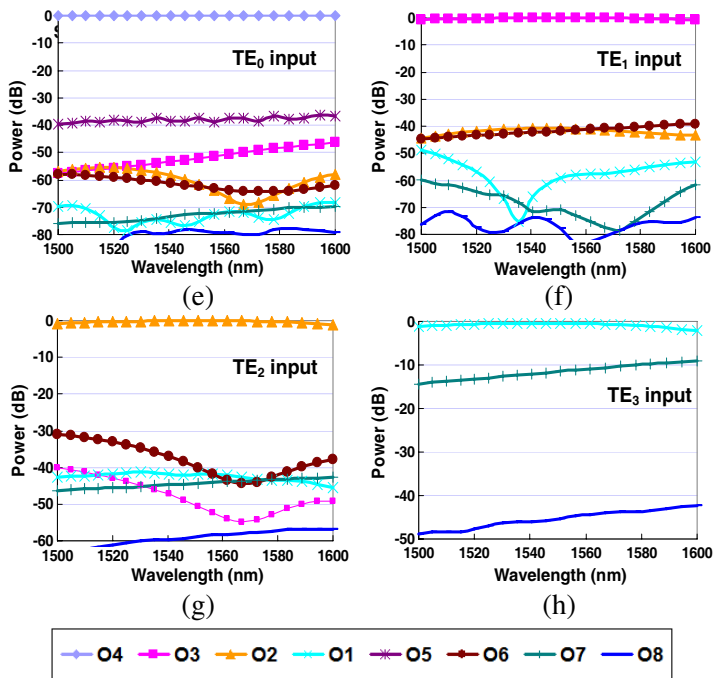 TE0 input
Power (dB)
0
-10
-20
-30
-40
-50
-60
-70
-80
1500 1520 1540 1560 1580 1600
Wavelength (nm)
(e)
TE1 input
Power (dB)
0
-10
-20
-30
-40
-50
-60
-70
-80
1500 1520 1540 1560 1580 1600
Wavelength (nm)
(f)
TE2 input
Power (dB)
0
-10
-20
-30
-40
-50
-60
1500 1520 1540 1560 1580 1600
Wavelength (nm)
(g)
TE3 input
Power (dB)
0
-10
-20
-30
-40
-50
1500 1520 1540 1560 1580 1600
Wavelength (nm)
(h)
O4 O3 O2 O1 O5 O6 O7 O8